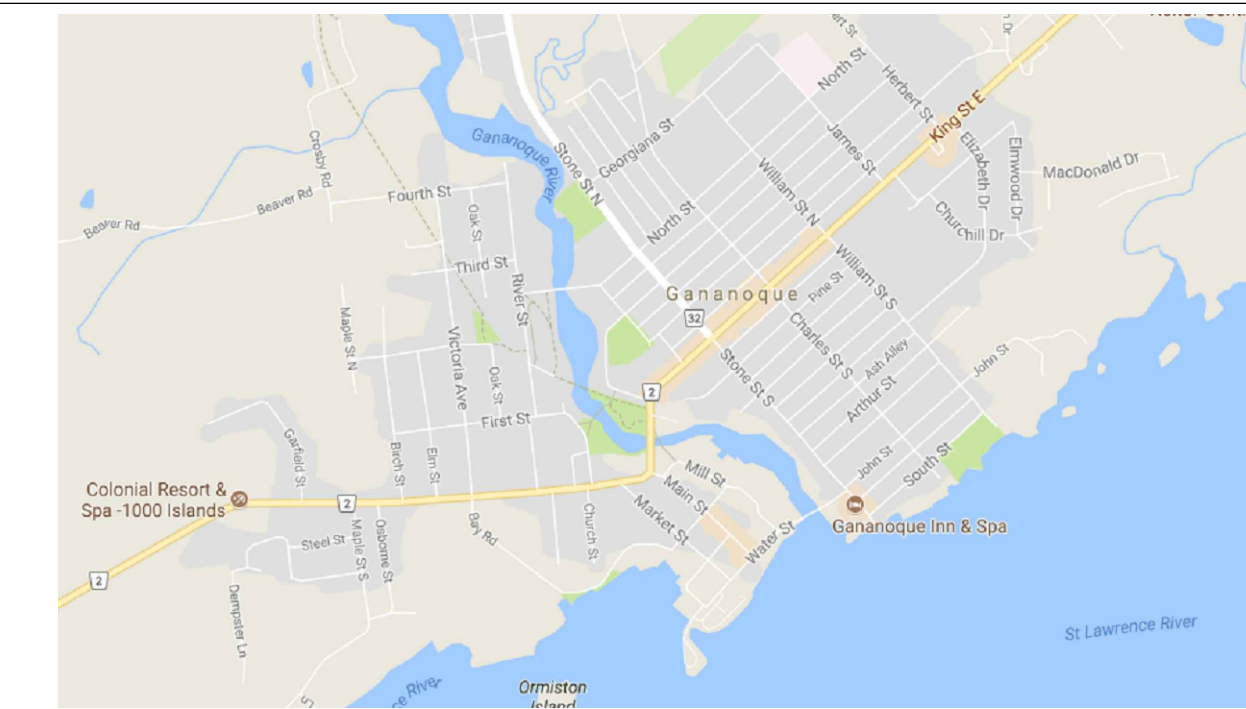 North St
Herbert St
King St E
Elizabeth Dr
Elmwood Dr
MacDonald Dr
James St
Georgiana St
Gananoque River
Stone St N
Crosby Rd
Fourth St
Beaver Rd
Beaver Rd
Oak St
William St N
North St
Churchill Dr
Third St
River St
William St S
Pine St
Gananoque
32
Maple St N
Victoria Ave
Charles St S
Ash Alley
John St
Stone St S
Oak St
2
Arthur St
First St
Garfield St
Birch St
Elm St
John St
South St
Mill St
Main St
Colonial Resort &
Spa -1000 Islands
2
Market St
Church St
Bay Rd
Water St
Gananoque Inn & Spa
Steel St
Maple St S
Osborne St
2
Dempster Ln
St Lawrence River
Ormiston
Island